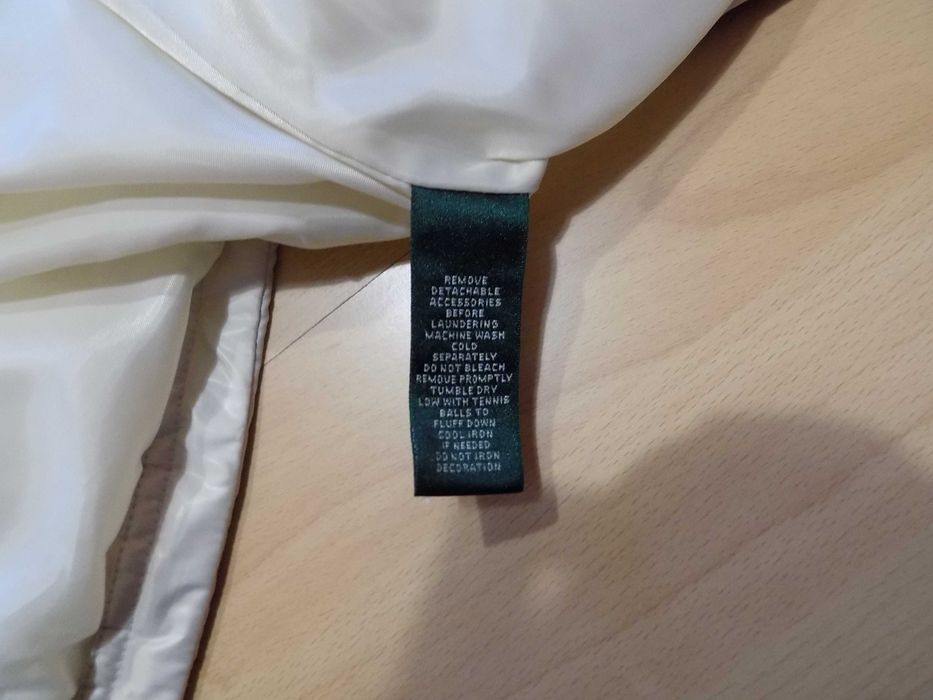 REMOVE
DETACHABLE
ACCESSORIES
BEFORE
LAUNDERING
MACHINE WASH
COLD
SEPARATELY
DO NOT BLEACH
REMOVE PROMPTLY
TUMBLE DRY
LOW WITH TENNIS
BALLS TO
FLUFF DOWN
COOL IRON
IF NEEDED
DO NOT IRON
DECORATION